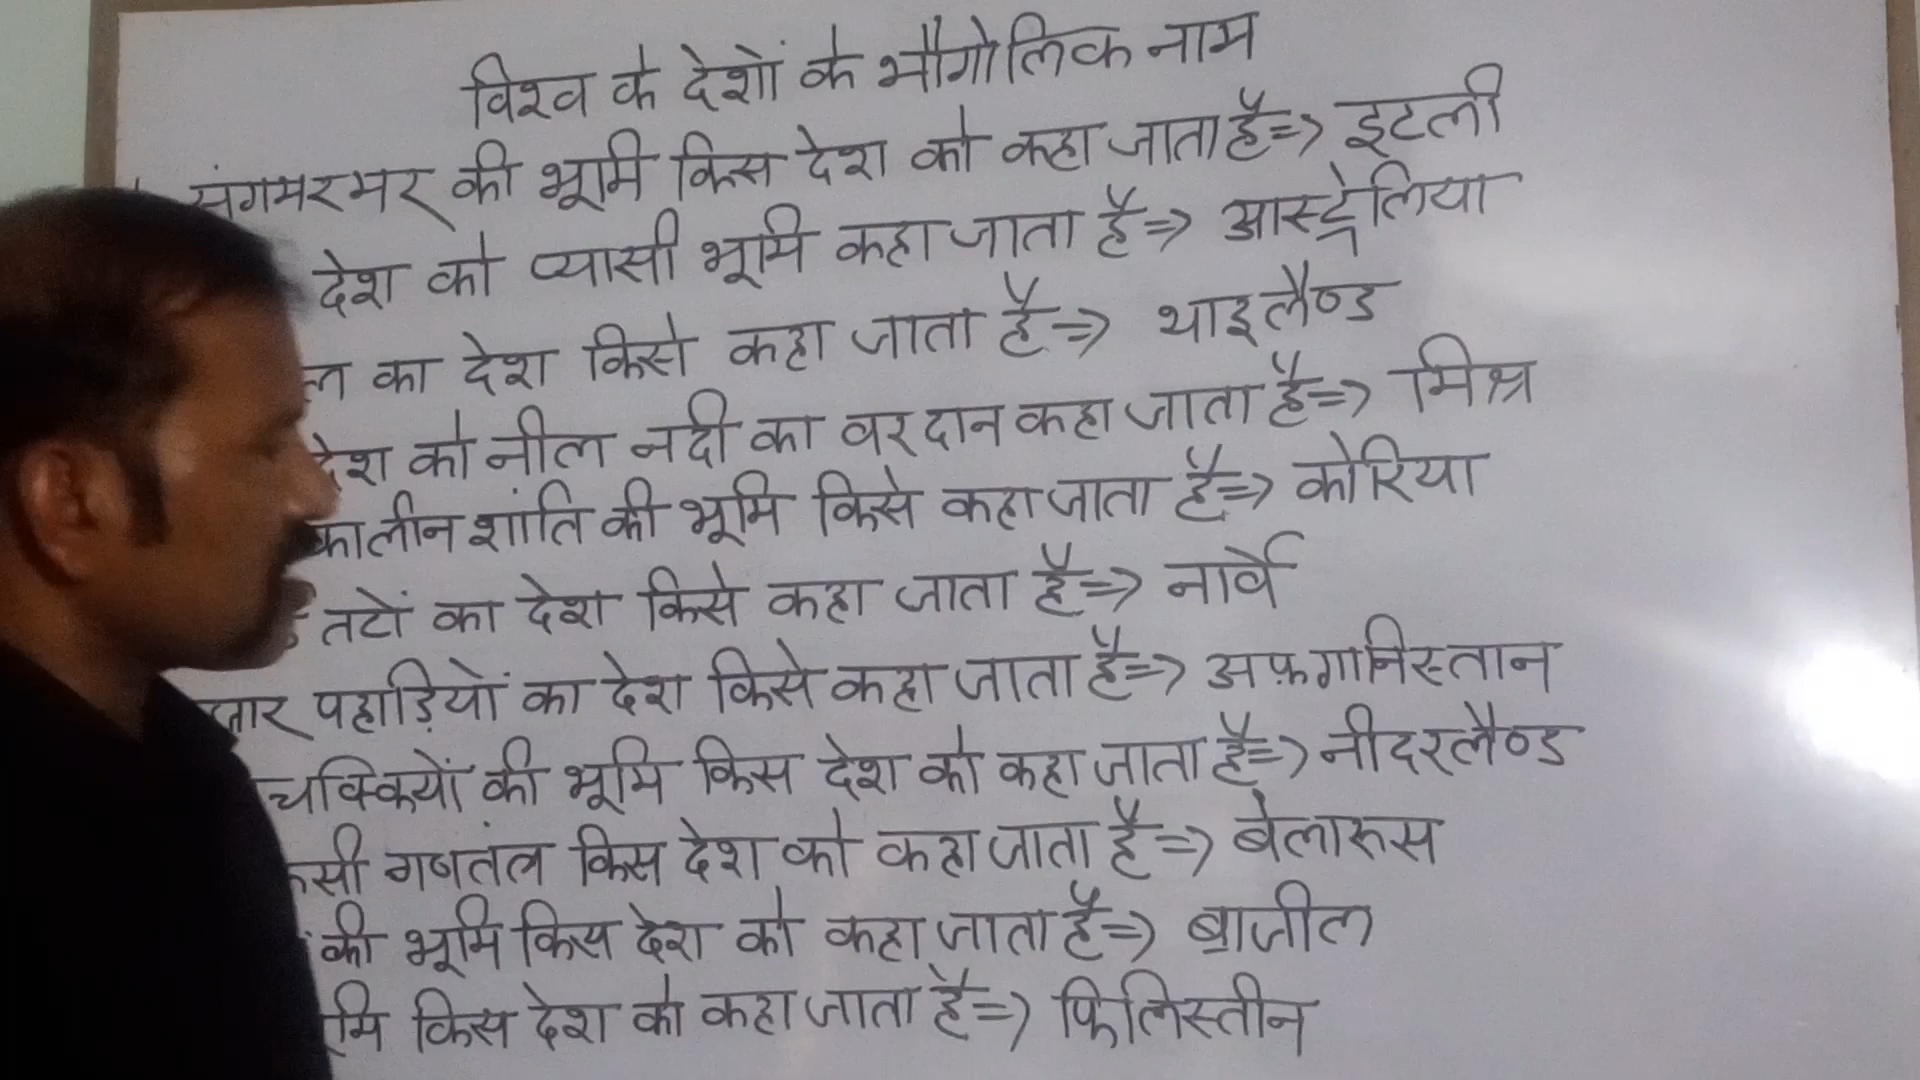 विश्व के देशों के भौगोलिक नाम
संगमरमर की भूमि किस देश को कहा जाता है=> इटली
देश को प्यासी भूमि कहा जाता है=> आस्ट्रेलिया
का देश किसे कहा जाता है=> थाइलैण्ड
देश को नील नदी का वरदान कहा जाता है=> मिश्र
कालीन शांति की भूमि किसे कहा जाता है=> कोरिया
तटों का देश किसे कहा जाता है=> नार्वे
पहाड़ियों का देश किसे कहा जाता है=> अफ़गानिस्तान
चक्कियों की भूमि किस देश को कहा जाता है=> नीदरलैण्ड
गणतंत्र किस देश को कहा जाता है=> बेलारूस
की भूमि किस देश को कहा जाता है=> ब्राजील
किस देश को कहा जाता है=> फिलिस्तीन